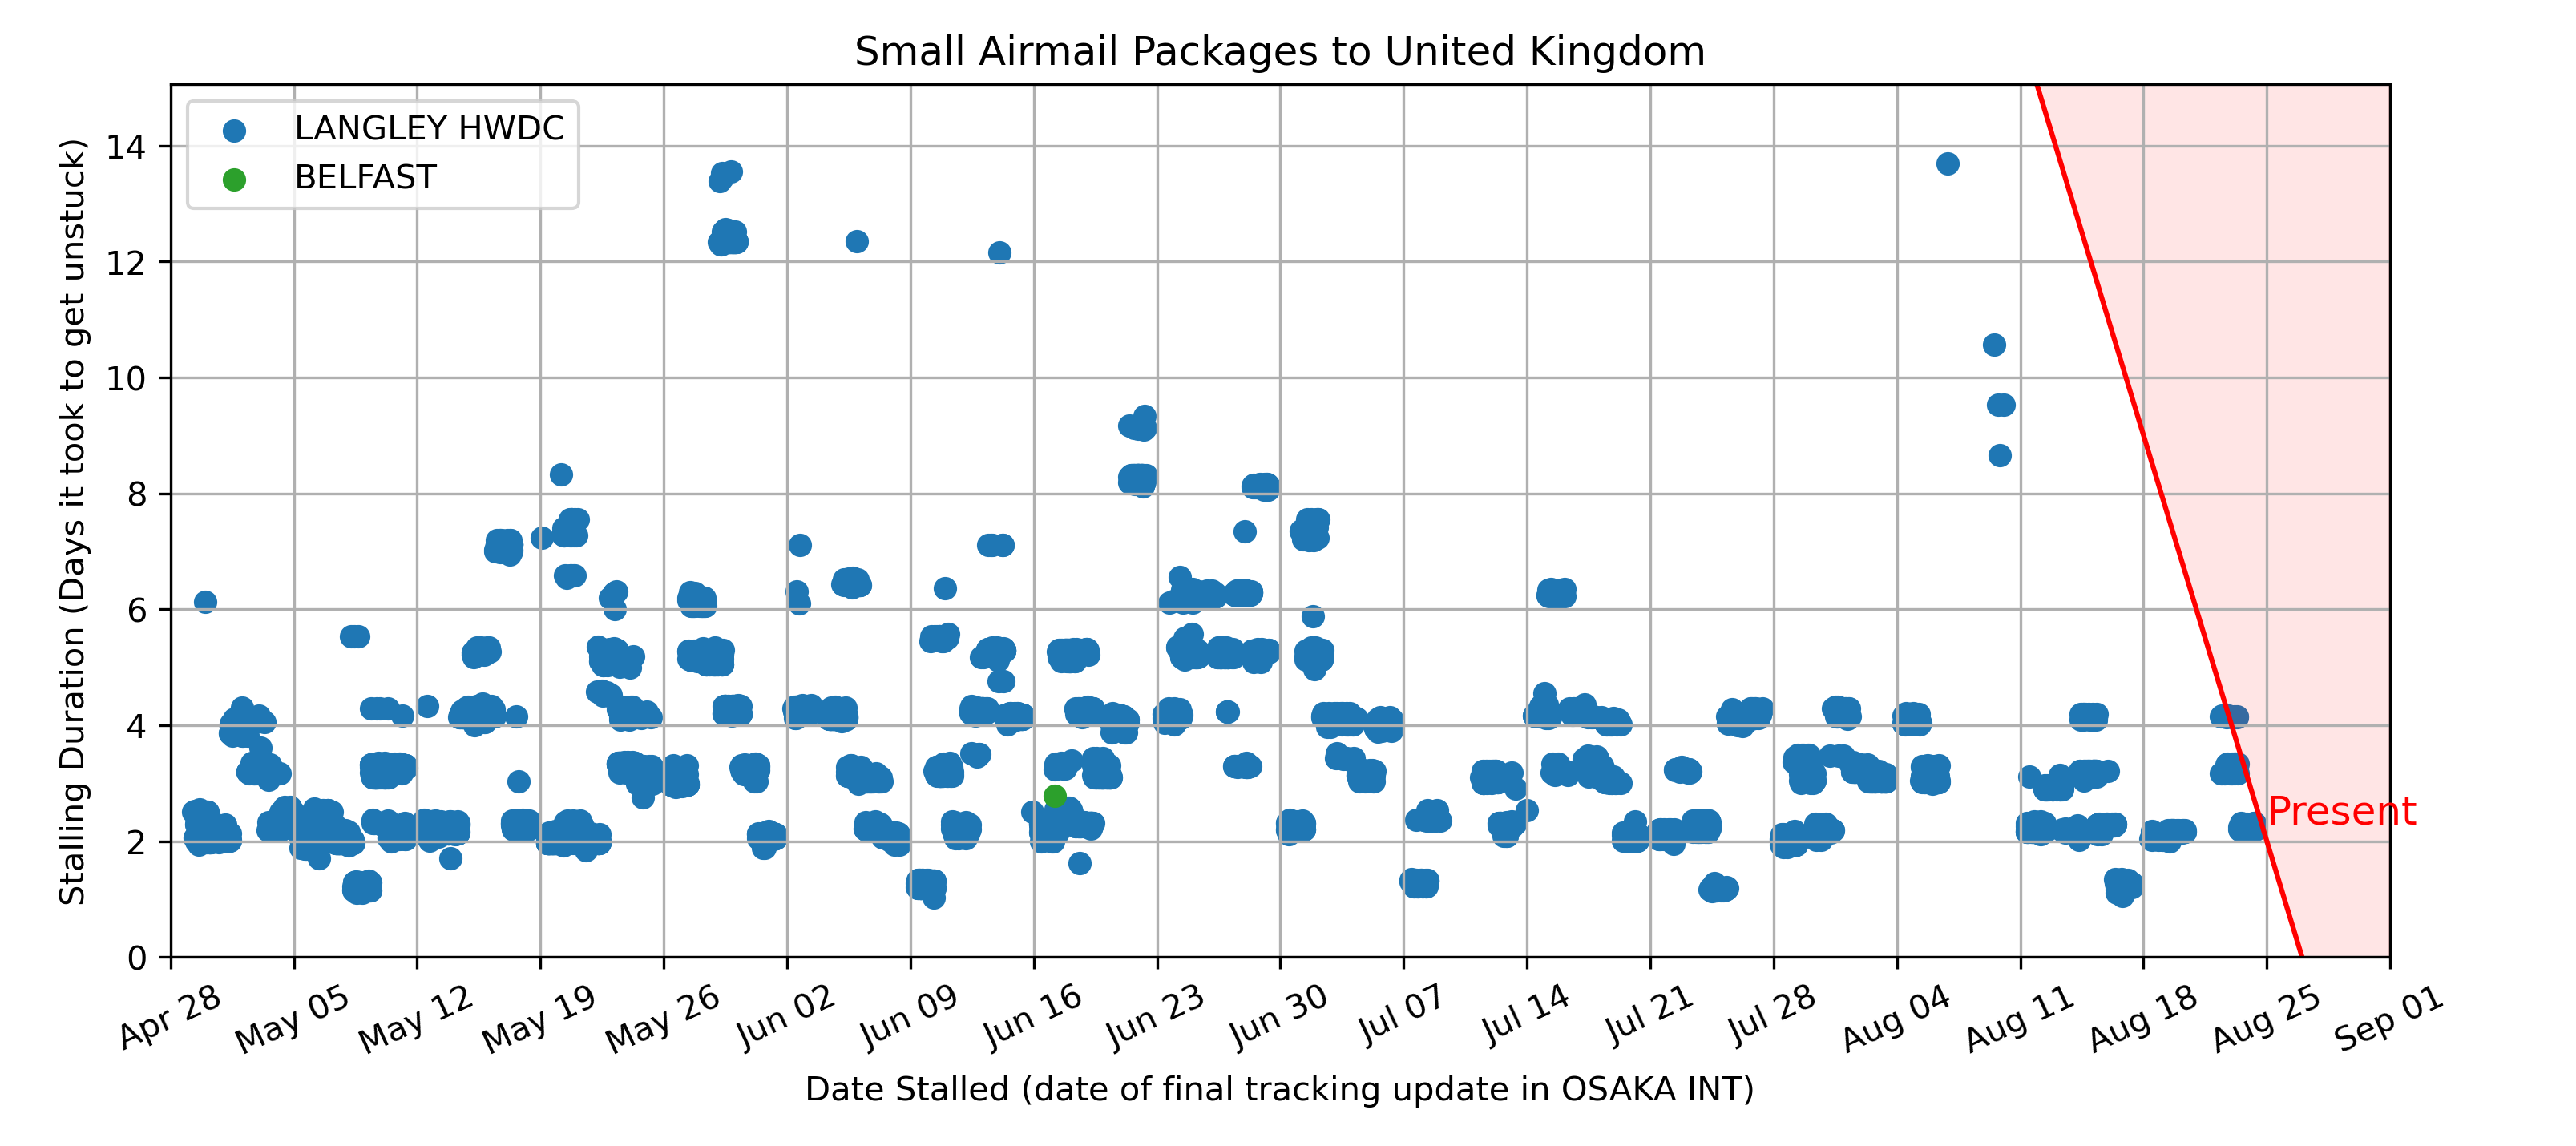 Small Airmail Packages to United Kingdom
LANGLEY HWDC
BELFAST
Stalling Duration (Days it took to get unstuck)
14
12
10
8
6
4
2
0
Present
Apr 28 May 05 May 12 May 19 May 26 Jun 02 Jun 09 Jun 16 Jun 23 Jun 30 Jul 07 Jul 14 Jul 21 Jul 28 Aug 04 Aug 11 Aug 18 Aug 25 Sep 01
Date Stalled (date of final tracking update in OSAKA INT)